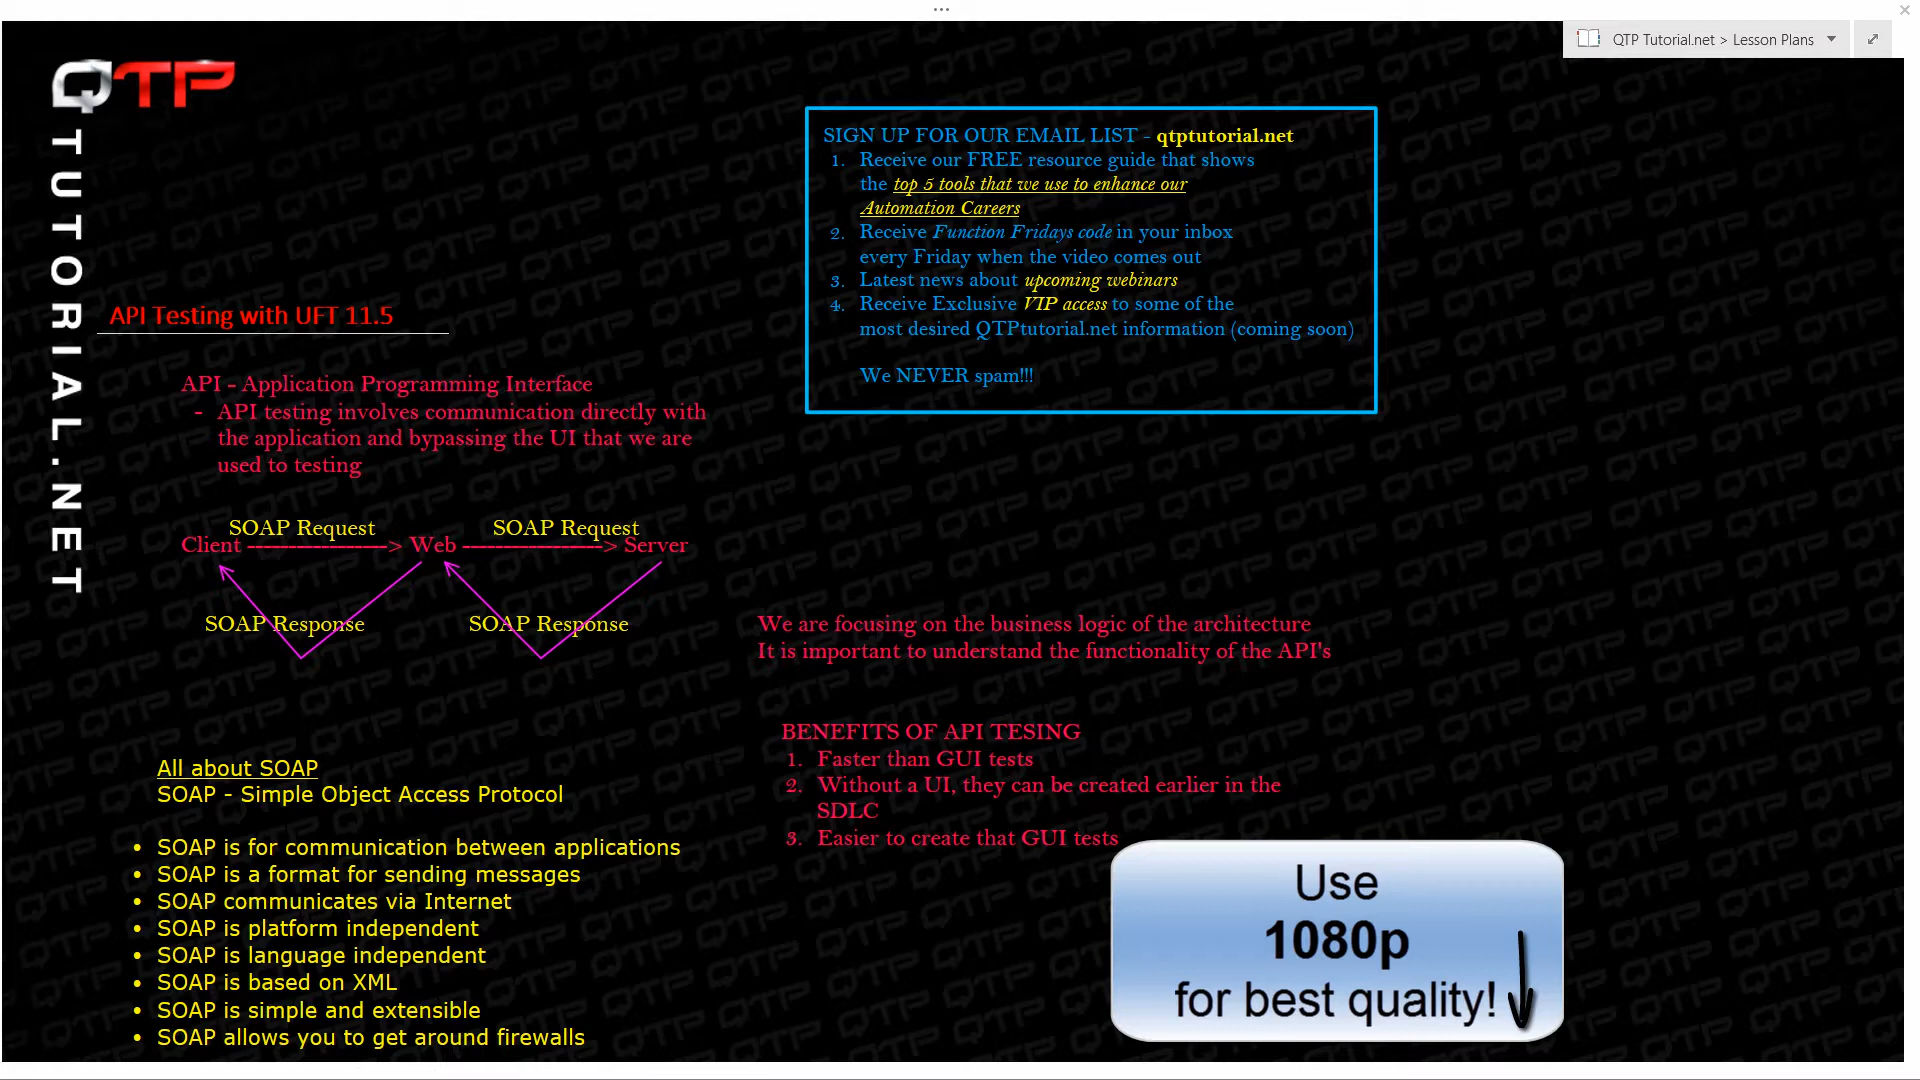 QTP Tutorial.net > Lesson Plans
QTP
TUTORIAL.NET
SIGN UP FOR OUR EMAIL LIST - qtptutorial.net
1. Receive our FREE resource guide that shows
the top 5 tools that we use to enhance our
Automation Careers
2. Receive Function Fridays code in your inbox
every Friday when the video comes out
3. Latest news about upcoming webinars
4. Receive Exclusive VIP access to some of the
most desired QTPtutorial.net information (coming soon)
We NEVER spam!!!
API Testing with UFT 11.5
API - Application Programming Interface
- API testing involves communication directly with
the application and bypassing the UI that we are
used to testing
SOAP Request SOAP Request
Client -----------------> Web -----------------> Server
SOAP Response SOAP Response
We are focusing on the business logic of the architecture
It is important to understand the functionality of the API's
BENEFITS OF API TESING
1. Faster than GUI tests
2. Without a UI, they can be created earlier in the
SDLC
3. Easier to create that GUI tests
All about SOAP
SOAP - Simple Object Access Protocol
• SOAP is for communication between applications
• SOAP is a format for sending messages
• SOAP communicates via Internet
• SOAP is platform independent
• SOAP is language independent
• SOAP is based on XML
• SOAP is simple and extensible
• SOAP allows you to get around firewalls
Use
1080p
for best quality!